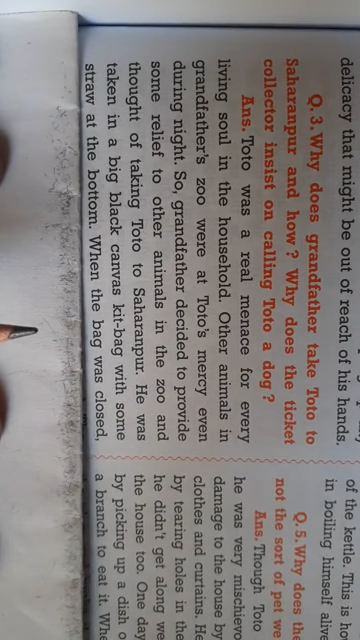 delicacy that might be out of reach of his hands.
Q. 3. Why does grandfather take Toto to
Saharanpur and how ? Why does the ticket
collector insist on calling Toto a dog ?
Ans. Toto was a real menace for every
living soul in the household. Other animals in
grandfather's zoo were at Toto's mercy even
during night. So, grandfather decided to provide
some relief to other animals in the zoo and
thought of taking Toto to Saharanpur. He was
taken in a big black canvas kit-bag with some
straw at the bottom. When the bag was closed,
of the kettle. This is
in boiling himself alive
Q. 5. Why does the
not the sort of pet we
Ans. Though Toto
he was very
damage to the house by
clothes and curtains. He
by tearing holes in
he didn't get along
the house too. One day
by picking up a dish
a branch to eat it.